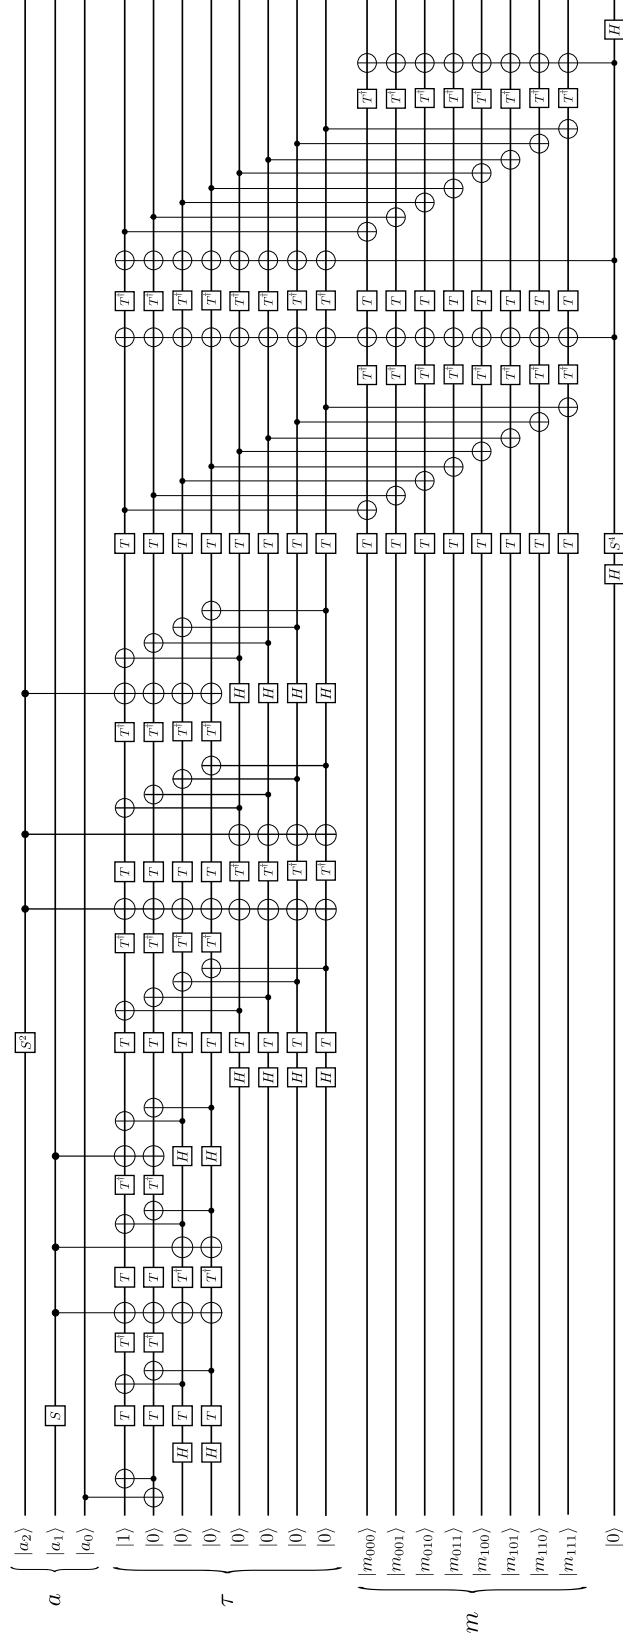 a
|a₂⟩ S²
|a₁⟩ S
|a₀⟩
τ
|1⟩ T T† T T† T T† T T† T T†
|0⟩ T T† T T† T T† T T† T T†
|0⟩ H T T† H T T† T T† T T†
|0⟩ H T T† H T T† T T† T T†
|0⟩ H T T† H T T†
|0⟩ H T T† H T T†
|0⟩ H T T† H T T†
|0⟩ H T T† H T T†
m
|m₀₀₀⟩ T T† T T†
|m₀₀₁⟩ T T† T T†
|m₀₁₀⟩ T T† T T†
|m₀₁₁⟩ T T† T T†
|m₁₀₀⟩ T T† T T†
|m₁₀₁⟩ T T† T T†
|m₁₁₀⟩ T T† T T†
|m₁₁₁⟩ T T† T T†
|0⟩ H S⁴ H